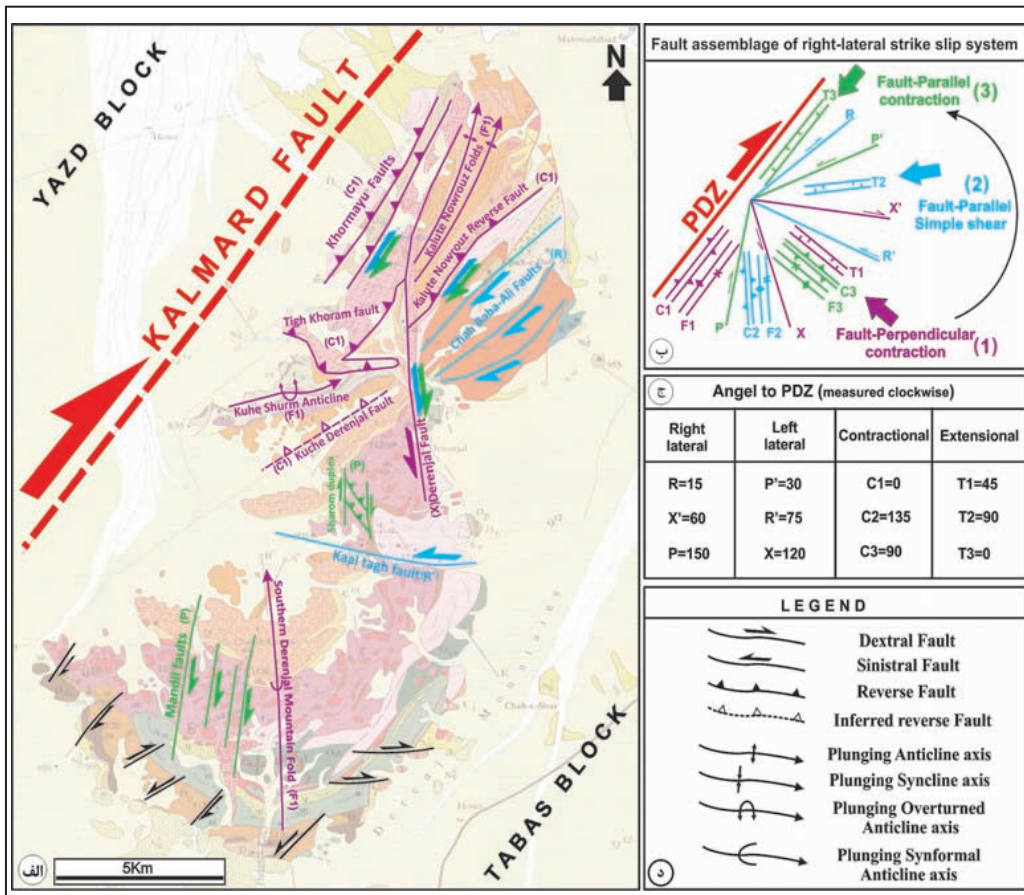 YAZD BLOCK
KALMARD FAULT
N
Khormayu Faults
(C1)
Kalute Nowrouz Folds
(F1)
Kalute Nowrouz Reverse Fault
(C1)
Chah Baba-Ali Faults
(R)
Tigh Khoram fault
(C1)
Kuhe Shurm Anticline
(F1)
(C1) Kuche Derenjal Fault
(X)Derenjal Fault
Sharom duplex
(P)
Kaal tagh fault(R')
Mandil faults (P)
Southern Derenjal Mountain Fold (F1)
TABAS BLOCK
الف
5Km
Fault assemblage of right-lateral strike slip system
PDZ
T3
Fault-Parallel
contraction
(3)
R
P'
T2
(2)
Fault-Parallel
Simple shear
X'
R'
T1
C3
F3
C1
F1
P
C2
F2
X
Fault-Perpendicular
contraction
(1)
ب
ج
Angel to PDZ (measured clockwise)
Right
lateral
Left
lateral
Contractional
Extensional
R=15
P'=30
C1=0
T1=45
X'=60
R'=75
C2=135
T2=90
P=150
X=120
C3=90
T3=0
LEGEND
Dextral Fault
Sinistral Fault
Reverse Fault
Inferred reverse Fault
Plunging Anticline axis
Plunging Syncline axis
Plunging Overturned
Anticline axis
Plunging Synformal
Anticline axis
د